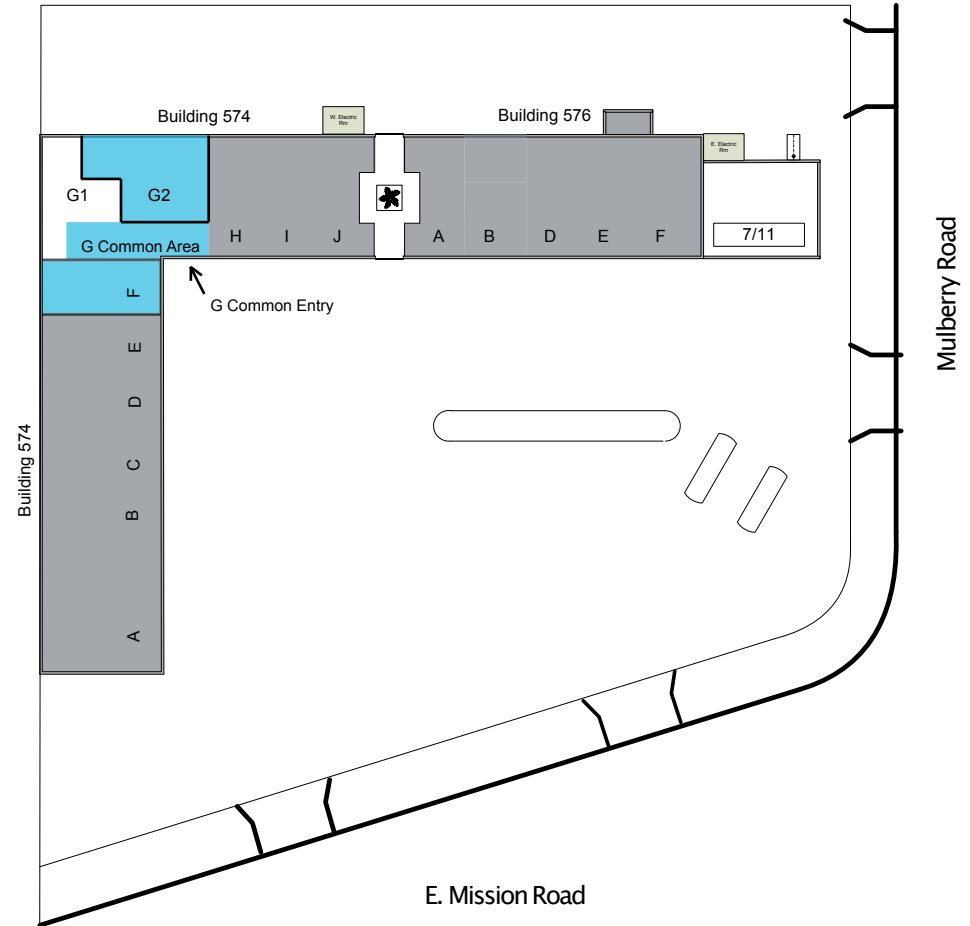 Building 574
W. Electric
Rm
Building 576
E. Electric
Rm
G1
G2
G Common Area
H
I
J
A
B
D
E
F
7/11
G Common Entry
F
E
D
C
B
A
Building 574
Mulberry Road
E. Mission Road